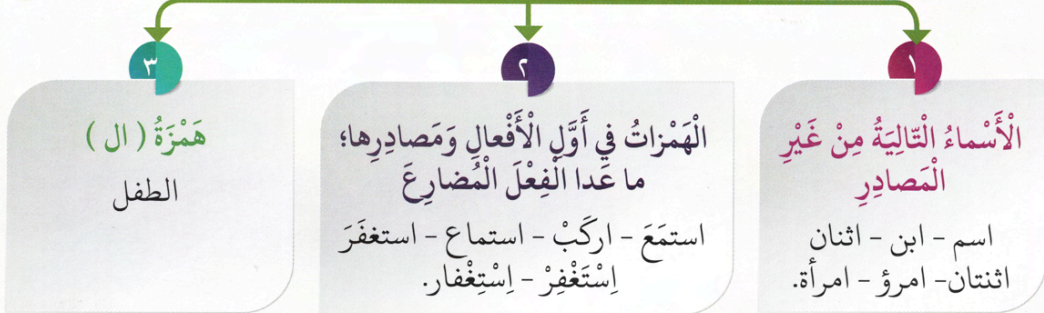 ١
الْأَسْماءُ الْتّالِيَةُ مِنْ غَيْرِ
الْمَصادِرِ
اسم - ابن - اثنان
اثنتان- امرؤ - امرأة.
٢
الْهَمْزاتُ في أَوَّلِ الْأَفْعالِ وَمَصادِرِها؛
ما عَدا الْفِعْلَ الْمُضارِعَ
استمَعَ - اركَبْ - استماع - استغفَرَ
اِسْتَغْفِرْ - اِسْتِغْفار.
٣
هَمْزَةُ ( ال )
الطفل